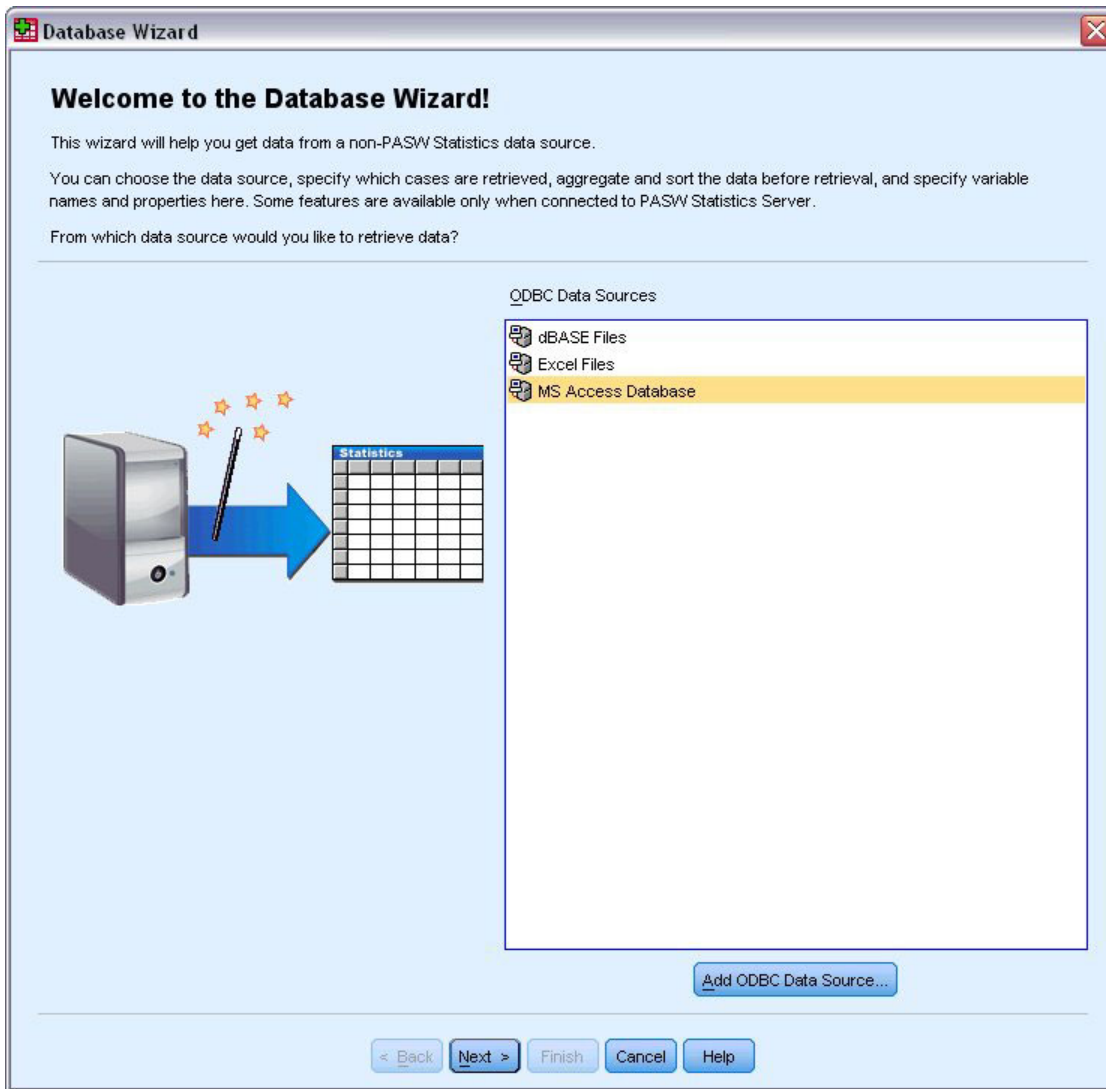 Database Wizard
Welcome to the Database Wizard!
This wizard will help you get data from a non-PASW Statistics data source.
You can choose the data source, specify which cases are retrieved, aggregate and sort the data before retrieval, and specify variable
names and properties here. Some features are available only when connected to PASW Statistics Server.
From which data source would you like to retrieve data?
ODBC Data Sources
dBASE Files
Excel Files
MS Access Database
Statistics
Add ODBC Data Source...
< Back
Next >
Finish
Cancel
Help